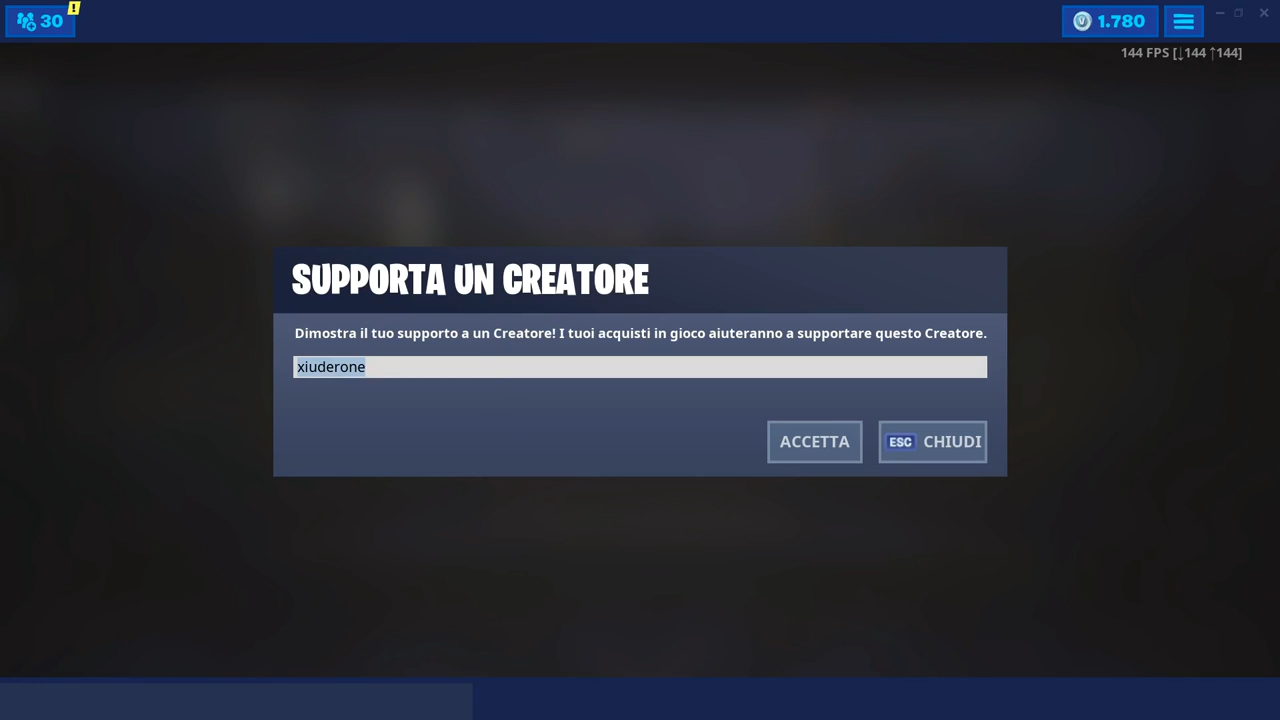 30 !
1.780
144 FPS [↓144 ↑144]
SUPPORTA UN CREATORE
Dimostra il tuo supporto a un Creatore! I tuoi acquisti in gioco aiuteranno a supportare questo Creatore.
xiuderone
ACCETTA
ESC CHIUDI